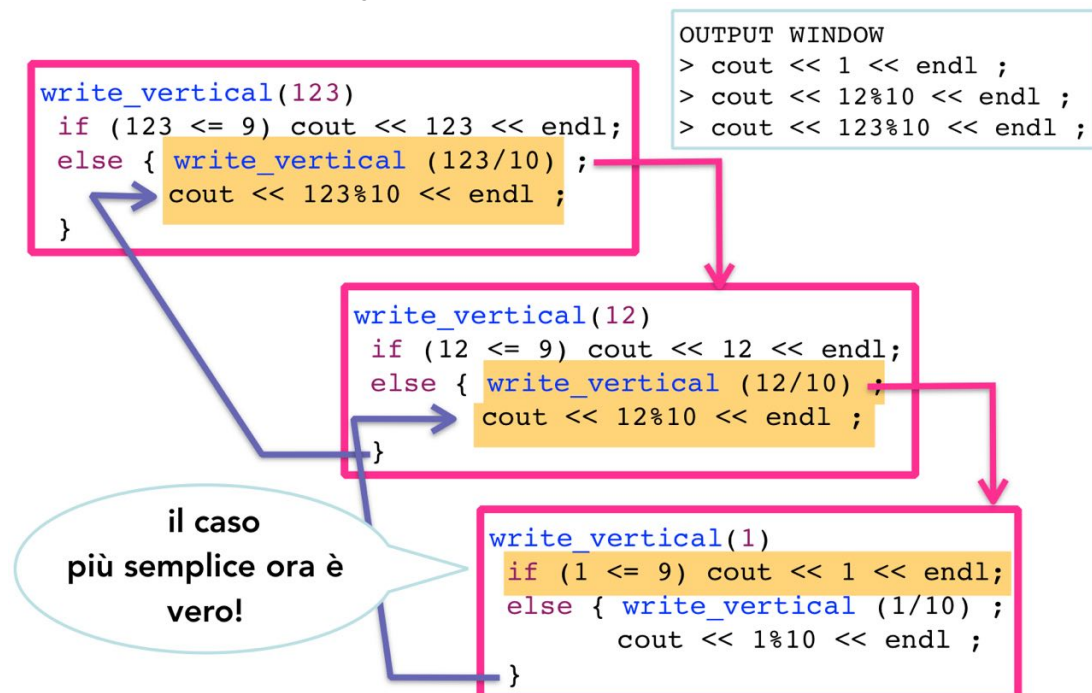 OUTPUT WINDOW
> cout << 1 << endl ;
> cout << 12%10 << endl ;
> cout << 123%10 << endl ;
write_vertical(123)
if (123 <= 9) cout << 123 << endl;
else { write_vertical (123/10) ;
cout << 123%10 << endl ;
}
write_vertical(12)
if (12 <= 9) cout << 12 << endl;
else { write_vertical (12/10) ;
cout << 12%10 << endl ;
}
il caso
più semplice ora è
vero!
write_vertical(1)
if (1 <= 9) cout << 1 << endl;
else { write_vertical (1/10) ;
cout << 1%10 << endl ;
}